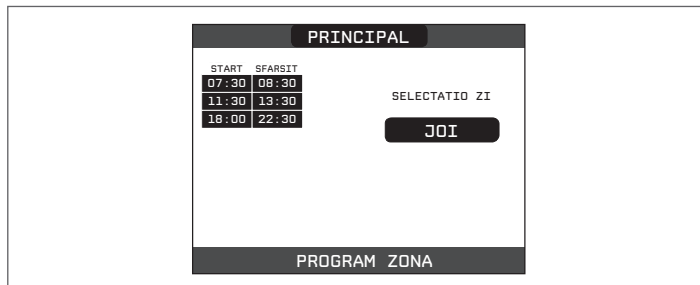 PRINCIPAL
START SFARSIT
07:30 08:30
11:30 13:30
18:00 22:30
SELECTATIO ZI
JOI
PROGRAM ZONA